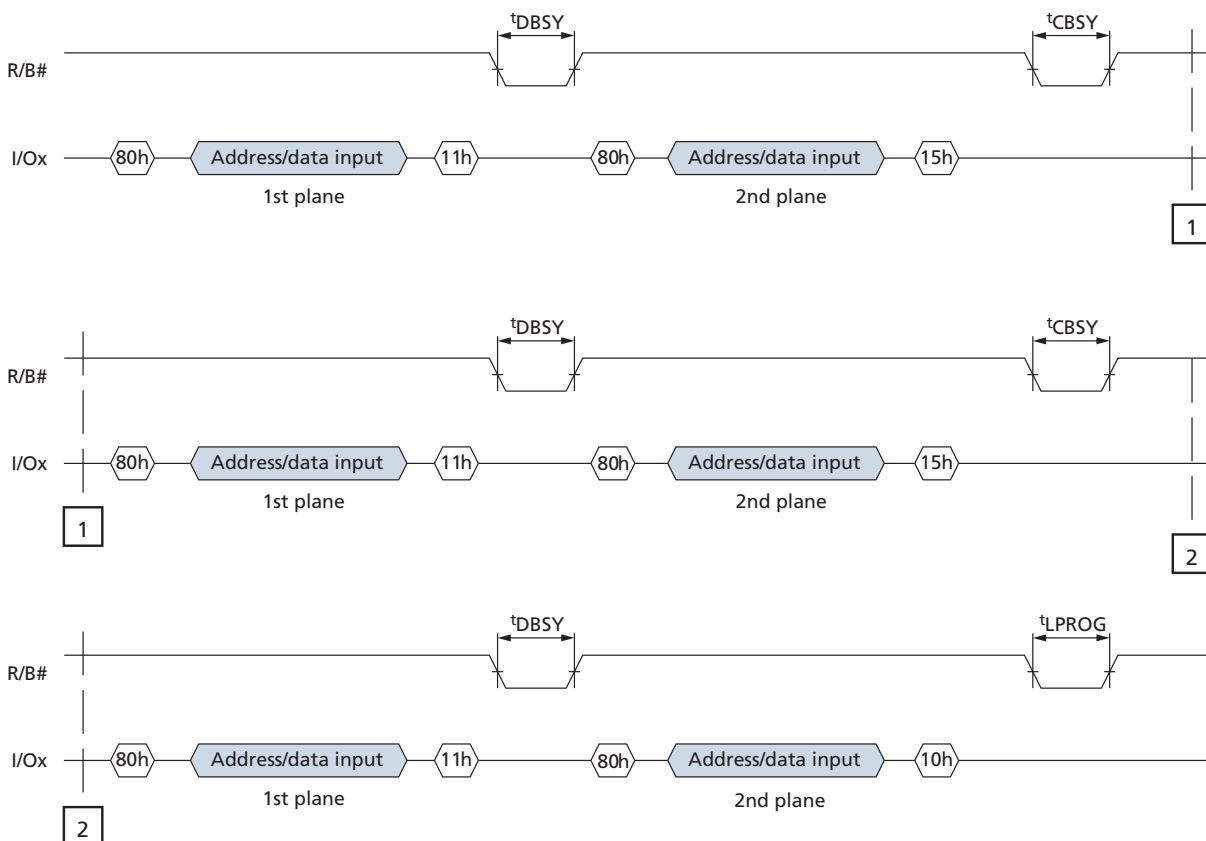 tDBSY tCBSY
R/B#
I/Ox 80h Address/data input 11h 80h Address/data input 15h
1st plane 2nd plane
1
tDBSY tCBSY
R/B#
I/Ox 80h Address/data input 11h 80h Address/data input 15h
1st plane 2nd plane
1
2
tDBSY tLPROG
R/B#
I/Ox 80h Address/data input 11h 80h Address/data input 10h
1st plane 2nd plane
2